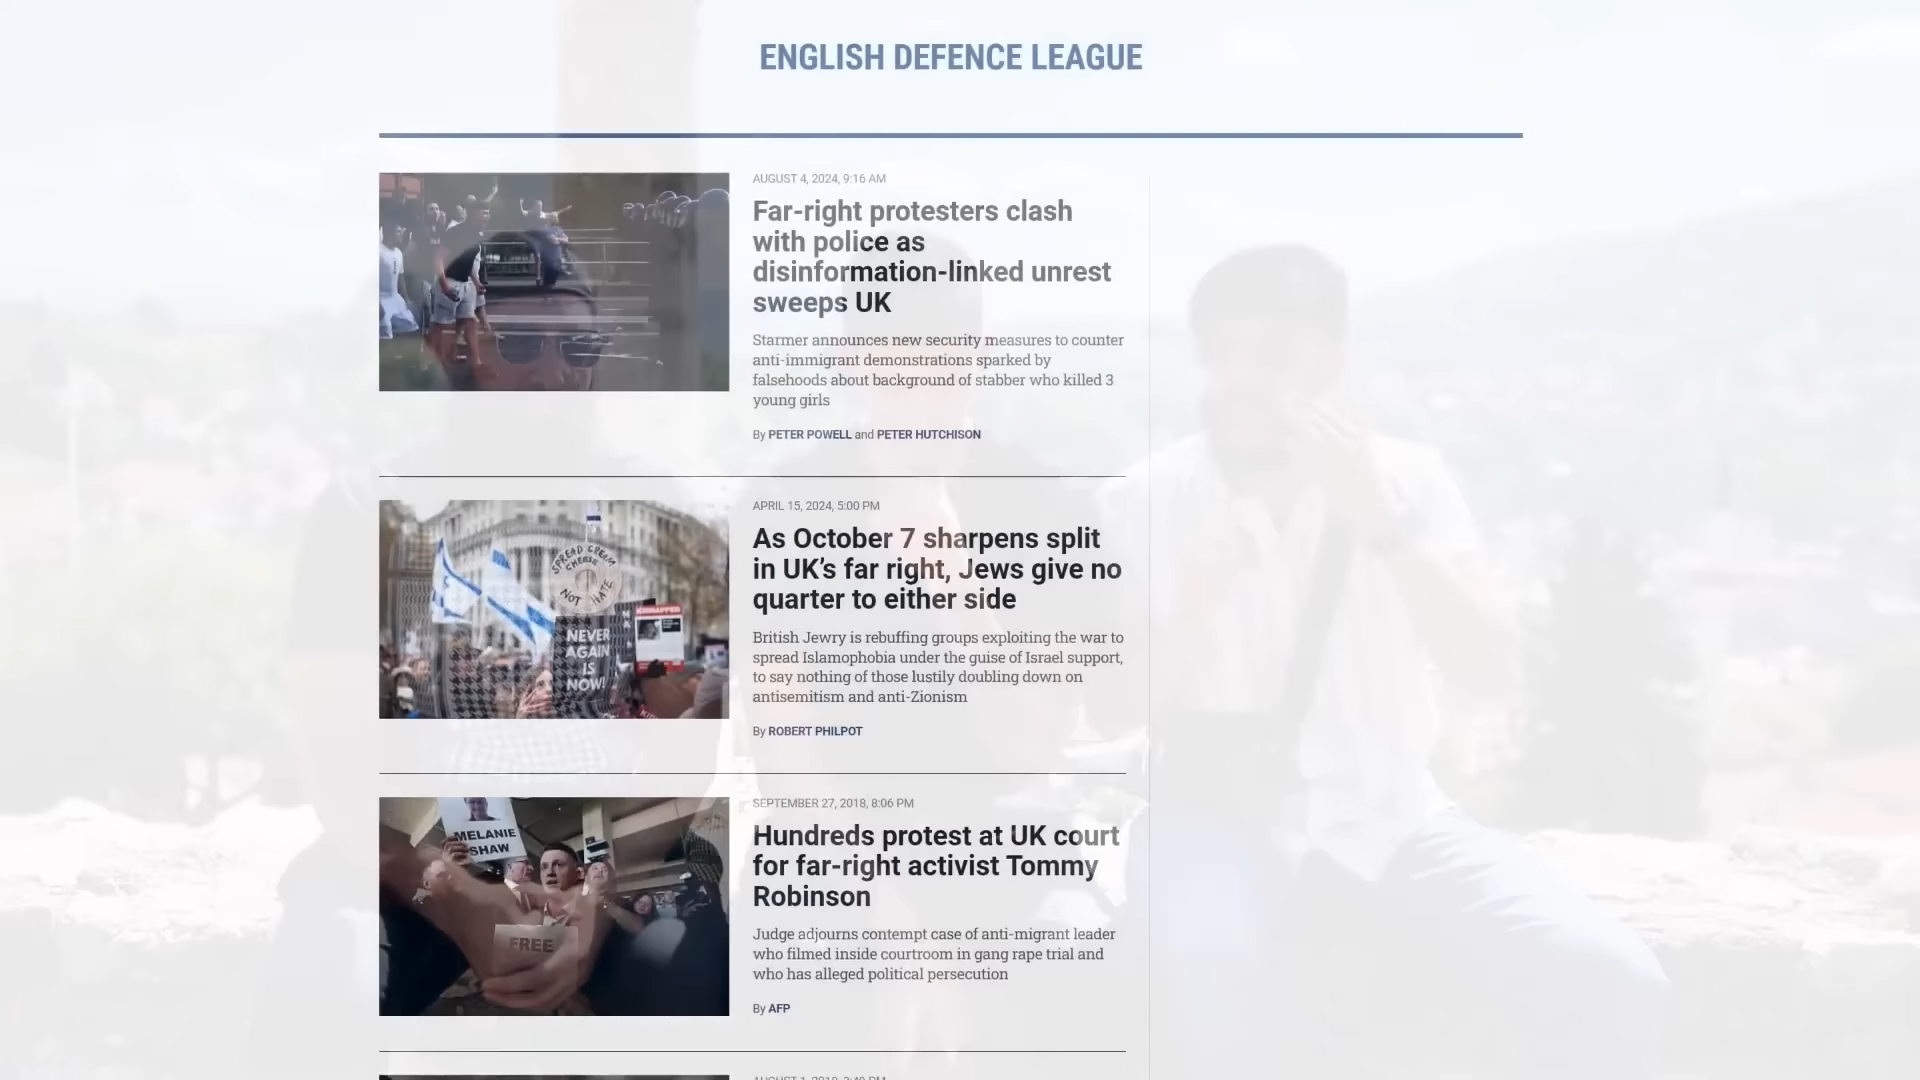 ENGLISH DEFENCE LEAGUE
AUGUST 4, 2024, 9:16 AM
Far-right protesters clash
with police as
disinformation-linked unrest
sweeps UK
Starmer announces new security measures to counter
anti-immigrant demonstrations sparked by
falsehoods about background of stabber who killed 3
young girls
By PETER POWELL and PETER HUTCHISON
APRIL 15, 2024, 5:00 PM
As October 7 sharpens split
in UK’s far right, Jews give no
quarter to either side
British Jewry is rebuffing groups exploiting the war to
spread Islamophobia under the guise of Israel support,
to say nothing of those lustily doubling down on
antisemitism and anti-Zionism
By ROBERT PHILPOT
SPREAD CREAM
CHEESE
NOT HATE
KIDNAPPED
NEVER
AGAIN
IS
NOW!
SEPTEMBER 27, 2018, 8:06 PM
Hundreds protest at UK court
for far-right activist Tommy
Robinson
Judge adjourns contempt case of anti-migrant leader
who filmed inside courtroom in gang rape trial and
who has alleged political persecution
By AFP
MELANIE
SHAW
FREE